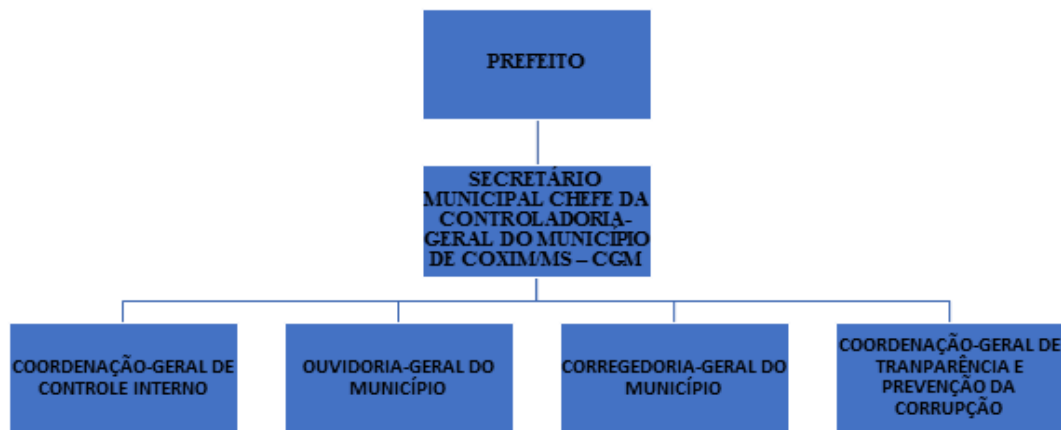 PREFEITO
SECRETÁRIO
MUNICIPAL CHEFE DA
CONTROLADORIA-
GERAL DO MUNICÍPIO
DE COXIM/MS – CGM
COORDENAÇÃO-GERAL DE
CONTROLE INTERNO
OUVIDORIA-GERAL DO
MUNICÍPIO
CORREGEDORIA-GERAL DO
MUNICÍPIO
COORDENAÇÃO-GERAL DE
TRANPARÊNCIA E
PREVENÇÃO DA
CORRUPÇÃO